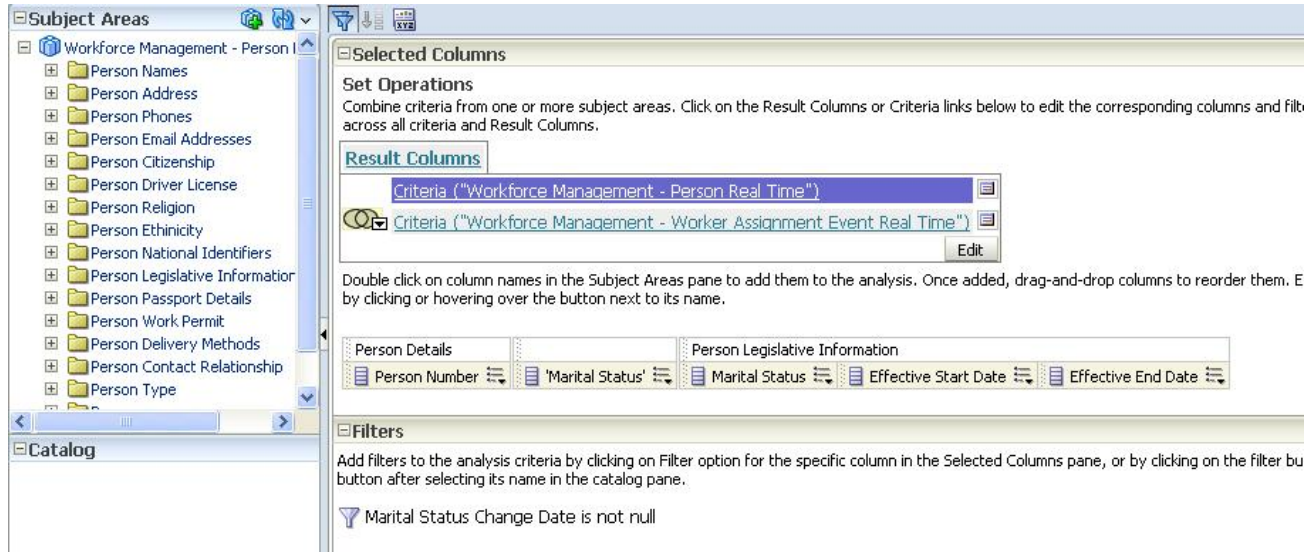 Subject Areas
Workforce Management - Person
Person Names
Person Address
Person Phones
Person Email Addresses
Person Citizenship
Person Driver License
Person Religion
Person Ethinicity
Person National Identifiers
Person Legislative Information
Person Passport Details
Person Work Permit
Person Delivery Methods
Person Contact Relationship
Person Type
Catalog
xyz
Selected Columns
Set Operations
Combine criteria from one or more subject areas. Click on the Result Columns or Criteria links below to edit the corresponding columns and filte
across all criteria and Result Columns.
Result Columns
Criteria ("Workforce Management - Person Real Time")
Criteria ("Workforce Management - Worker Assignment Event Real Time")
Edit
Double click on column names in the Subject Areas pane to add them to the analysis. Once added, drag-and-drop columns to reorder them. E
by clicking or hovering over the button next to its name.
Person Details Person Legislative Information
Person Number 'Marital Status' Marital Status Effective Start Date Effective End Date
Filters
Add filters to the analysis criteria by clicking on Filter option for the specific column in the Selected Columns pane, or by clicking on the filter bu
button after selecting its name in the catalog pane.
Marital Status Change Date is not null